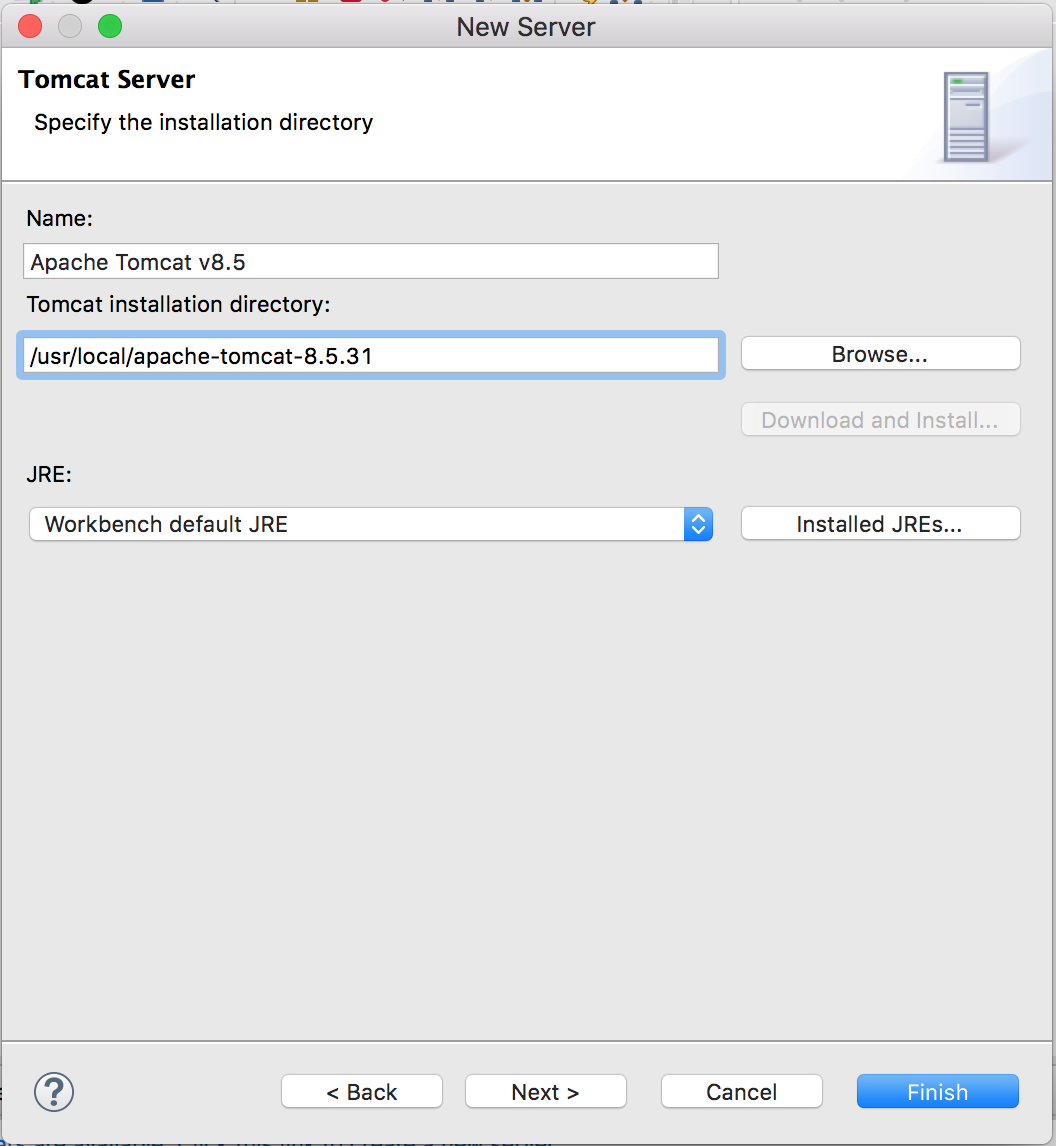 New Server
Tomcat Server
Specify the installation directory
Name:
Apache Tomcat v8.5
Tomcat installation directory:
/usr/local/apache-tomcat-8.5.31
Browse...
Download and Install...
JRE:
Workbench default JRE
Installed JREs...
?
< Back
Next >
Cancel
Finish